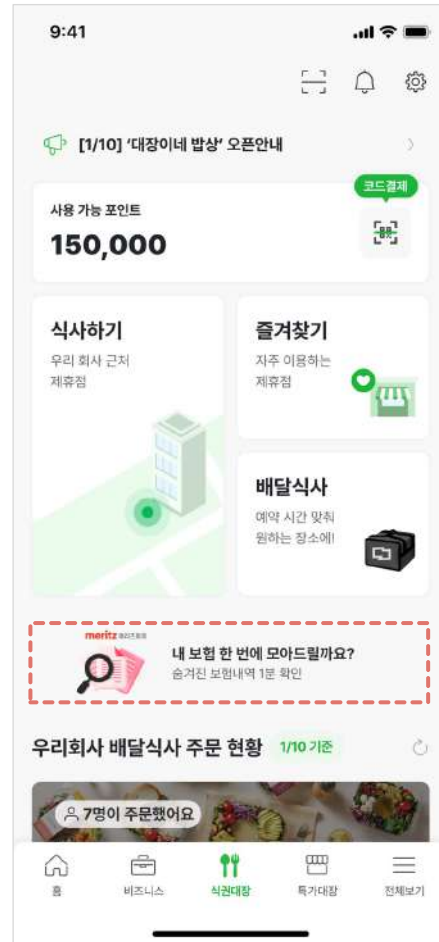 9:41
[1/10] ‘대장이네 밥상’ 오픈안내
코드결제
사용 가능 포인트
150,000
식사하기
우리 회사 근처
제휴점
즐겨찾기
자주 이용하는
제휴점
배달식사
예약 시간 맞춰
원하는 장소에!
meritz 메리츠화재
내 보험 한 번에 모아드릴까요?
숨겨진 보험내역 1분 확인
우리회사 배달식사 주문 현황 1/10 기준
7명이 주문했어요
홈
비즈니스
식권대장
특가대장
전체보기